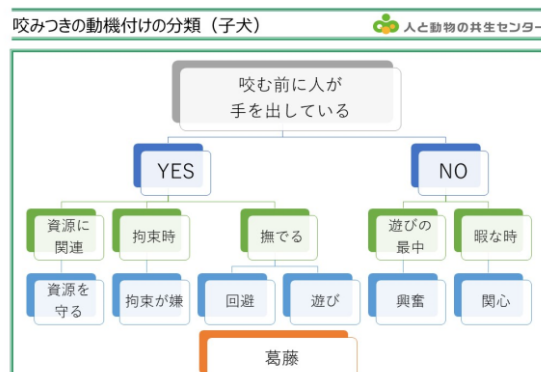 咬みつきの動機付けの分類（子犬）
人と動物の共生センター
咬む前に人が
手を出している
YES
NO
資源に
関連
拘束時
撫でる
遊びの
最中
暇な時
資源を
守る
拘束が嫌
回避
遊び
興奮
関心
葛藤